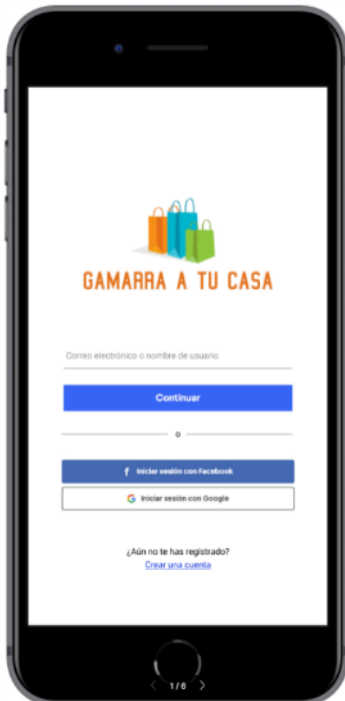 GAMARRA A TU CASA
Correo electrónico o nombre de usuario
Continuar
o
f Iniciar sesión con Facebook
G Iniciar sesión con Google
¿Aún no te has registrado?
Crear una cuenta
< 1/6 >